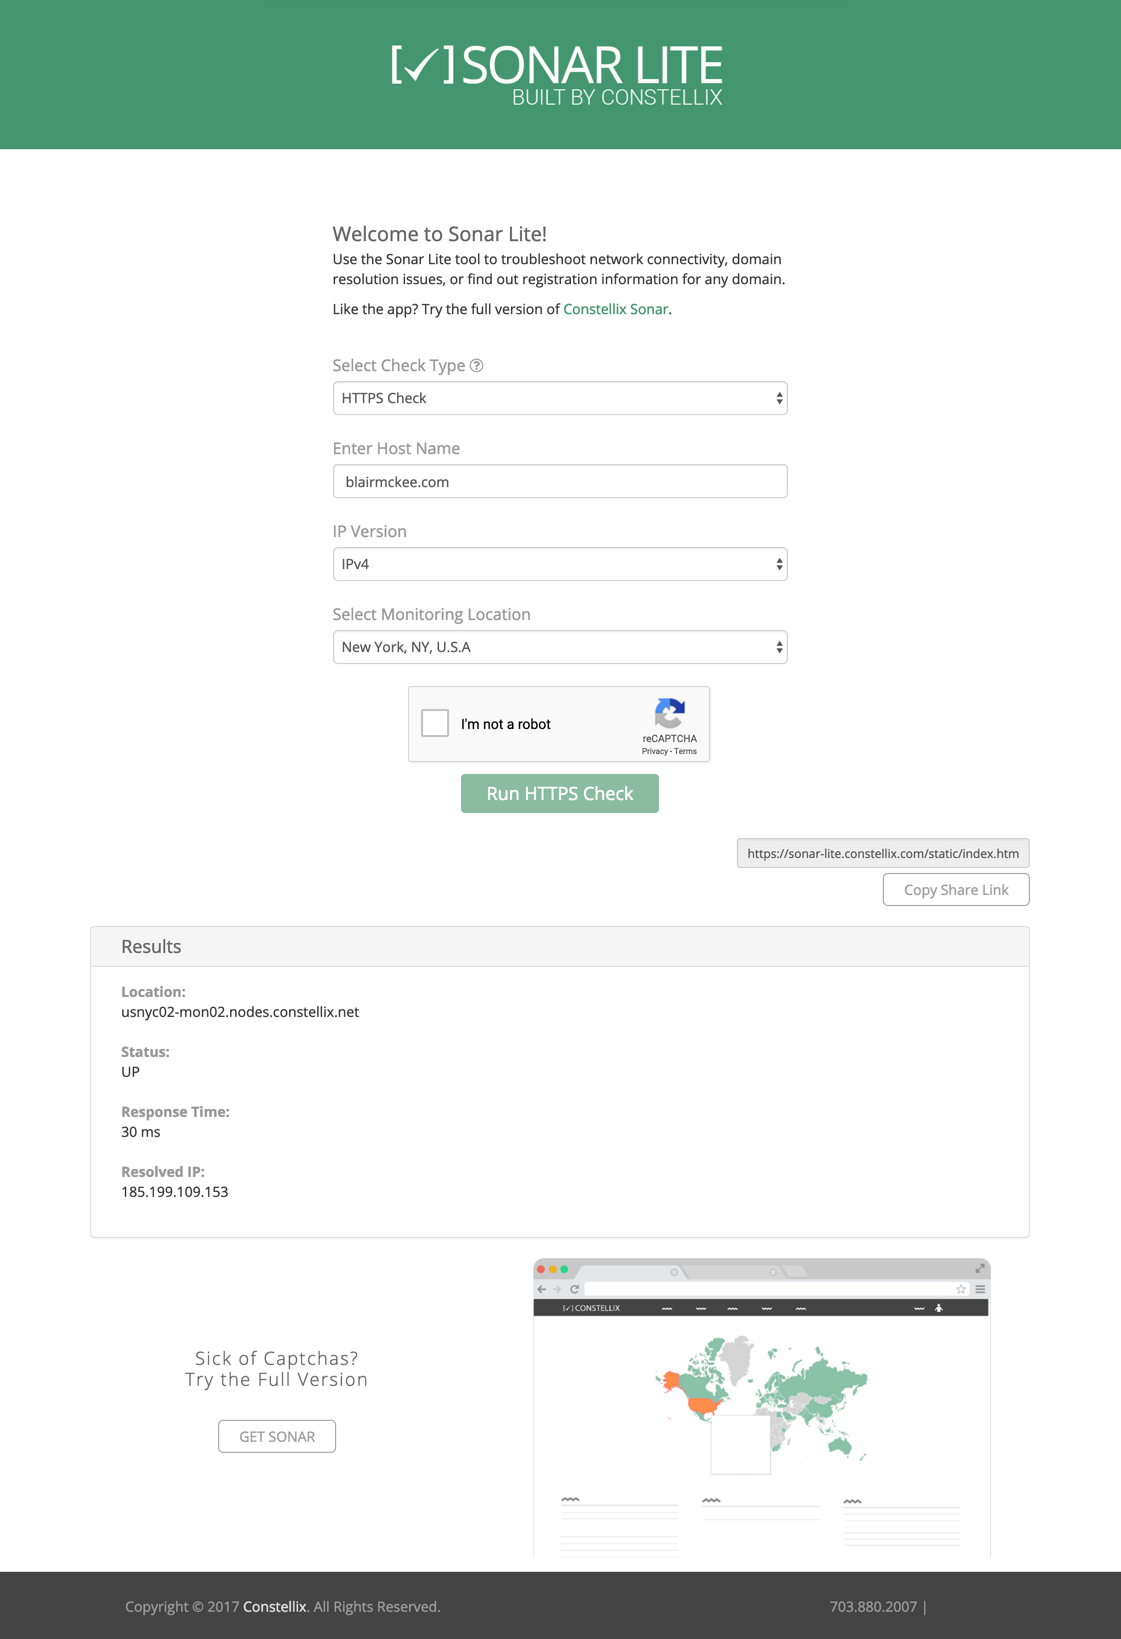 [✓] SONAR LITE
BUILT BY CONSTELLIX
Welcome to Sonar Lite!
Use the Sonar Lite tool to troubleshoot network connectivity, domain
resolution issues, or find out registration information for any domain.
Like the app? Try the full version of Constellix Sonar.
Select Check Type ?
HTTPS Check
Enter Host Name
blairmckee.com
IP Version
IPv4
Select Monitoring Location
New York, NY, U.S.A
I'm not a robot
reCAPTCHA
Privacy - Terms
Run HTTPS Check
https://sonar-lite.constellix.com/static/index.htm
Copy Share Link
Results
Location:
usnyc02-mon02.nodes.constellix.net
Status:
UP
Response Time:
30 ms
Resolved IP:
185.199.109.153
[✓] CONSTELLIX
Sick of Captchas?
Try the Full Version
GET SONAR
Copyright © 2017 Constellix. All Rights Reserved.
703.880.2007 |